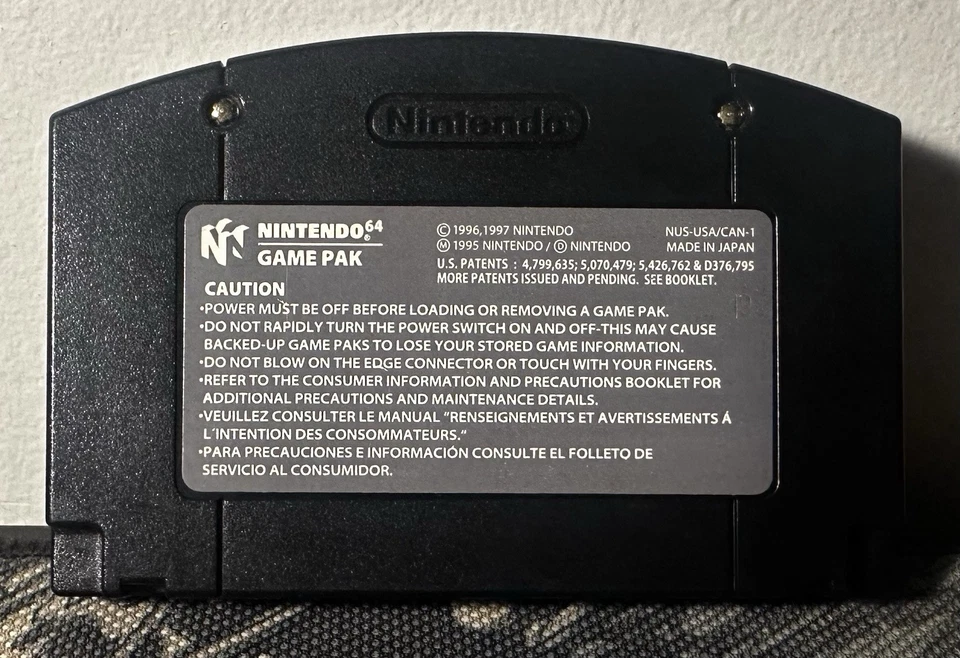 Nintendo
NINTENDO 64 ®
GAME PAK
© 1996,1997 NINTENDO
Ⓜ 1995 NINTENDO / Ⓓ NINTENDO
NUS-USA/CAN-1
MADE IN JAPAN
U.S. PATENTS : 4,799,635; 5,070,479; 5,426,762 & D376,795
MORE PATENTS ISSUED AND PENDING. SEE BOOKLET.
CAUTION
•POWER MUST BE OFF BEFORE LOADING OR REMOVING A GAME PAK.
•DO NOT RAPIDLY TURN THE POWER SWITCH ON AND OFF-THIS MAY CAUSE
BACKED-UP GAME PAKS TO LOSE YOUR STORED GAME INFORMATION.
•DO NOT BLOW ON THE EDGE CONNECTOR OR TOUCH WITH YOUR FINGERS.
•REFER TO THE CONSUMER INFORMATION AND PRECAUTIONS BOOKLET FOR
ADDITIONAL PRECAUTIONS AND MAINTENANCE DETAILS.
•VEUILLEZ CONSULTER LE MANUAL "RENSEIGNEMENTS ET AVERTISSEMENTS Á
L'INTENTION DES CONSOMMATEURS."
•PARA PRECAUCIONES E INFORMACIÓN CONSULTE EL FOLLETO DE
SERVICIO AL CONSUMIDOR.